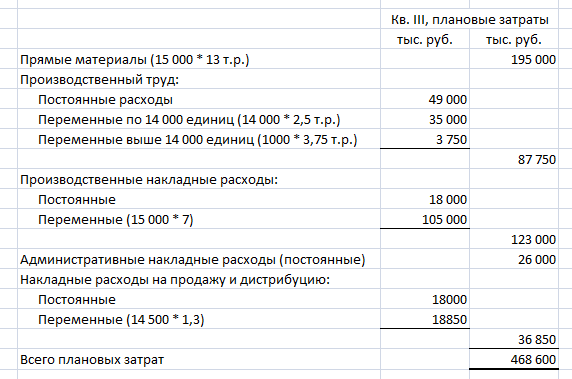 Кв. III, плановые затраты
тыс. руб. тыс. руб.
Прямые материалы (15 000 * 13 т.р.) 195 000
Производственный труд:
Постоянные расходы 49 000
Переменные по 14 000 единиц (14 000 * 2,5 т.р.) 35 000
Переменные выше 14 000 единиц (1000 * 3,75 т.р.) 3 750
87 750
Производственные накладные расходы:
Постоянные 18 000
Переменные (15 000 * 7) 105 000
123 000
Административные накладные расходы (постоянные) 26 000
Накладные расходы на продажу и дистрибуцию:
Постоянные 18000
Переменные (14 500 * 1,3) 18850
36 850
Всего плановых затрат 468 600